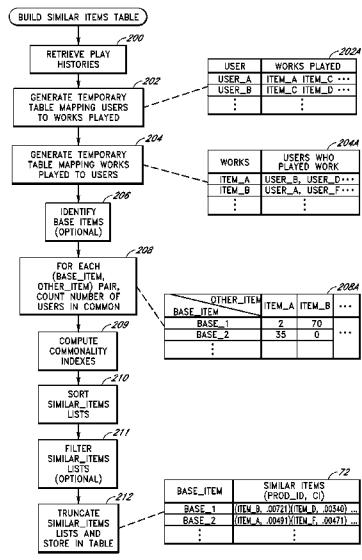 BUILD SIMILAR ITEMS TABLE
200
RETRIEVE PLAY
HISTORIES
202
GENERATE TEMPORARY
TABLE MAPPING USERS
TO WORKS PLAYED
202A
USER WORKS PLAYED
USER_A ITEM_A ITEM_C ...
USER_B ITEM_C ITEM_D ...
204
GENERATE TEMPORARY
TABLE MAPPING WORKS
PLAYED TO USERS
204A
WORKS USERS WHO
PLAYED WORK
ITEM_A USER_B, USER_D ...
ITEM_B USER_A, USER_F ...
206
IDENTIFY
BASE ITEMS
(OPTIONAL)
208
FOR EACH
(BASE_ITEM,
OTHER_ITEM) PAIR,
COUNT NUMBER OF
USERS IN COMMON
208A
OTHER_ITEM ITEM_A ITEM_B ...
BASE_ITEM
BASE_1 2 70
BASE_2 35 0
209
COMPUTE
COMMONALITY
INDEXES
210
SORT
SIMILAR_ITEMS
LISTS
211
FILTER
SIMILAR_ITEMS
LISTS
(OPTIONAL)
212
TRUNCATE
SIMILAR_ITEMS
LISTS AND
STORE IN TABLE
72
BASE_ITEM SIMILAR ITEMS
(PROD_ID, CI)
BASE_1 (ITEM_B, .00721)(ITEM_D, .00340) ...
BASE_2 (ITEM_A, .00491)(ITEM_F, .00471) ...